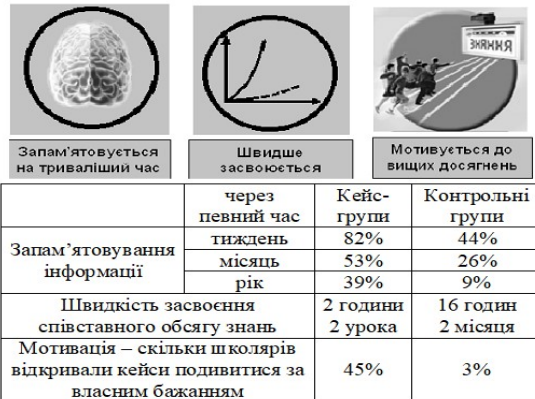 ЗНАННЯ
Запам'ятовується
на триваліший час
Швидше
засвоюється
Мотивується до
вищих досягнень
через
певний час
Кейс-
групи
Контрольні
групи
Запам’ятовування
інформації
тиждень 82% 44%
місяць 53% 26%
рік 39% 9%
Швидкість засвоєння
співставного обсягу знань
2 години
2 урока
16 годин
2 місяця
Мотивація – скільки школярів
відкривали кейси подивитися за
власним бажанням
45% 3%